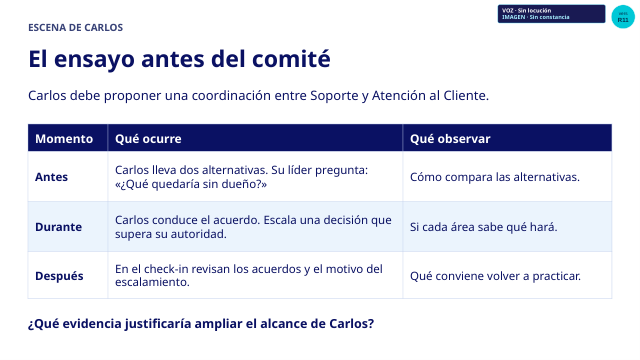 VOZ · Sin locución
IMAGEN · Sin constancia
R11
ESCENA DE CARLOS
El ensayo antes del comité
Carlos debe proponer una coordinación entre Soporte y Atención al Cliente.
Momento
Qué ocurre
Qué observar
Antes
Carlos lleva dos alternativas. Su líder pregunta:
«¿Qué quedaría sin dueño?»
Cómo compara las alternativas.
Durante
Carlos conduce el acuerdo. Escala una decisión que
supera su autoridad.
Si cada área sabe qué hará.
Después
En el check-in revisan los acuerdos y el motivo del
escalamiento.
Qué conviene volver a practicar.
¿Qué evidencia justificaría ampliar el alcance de Carlos?